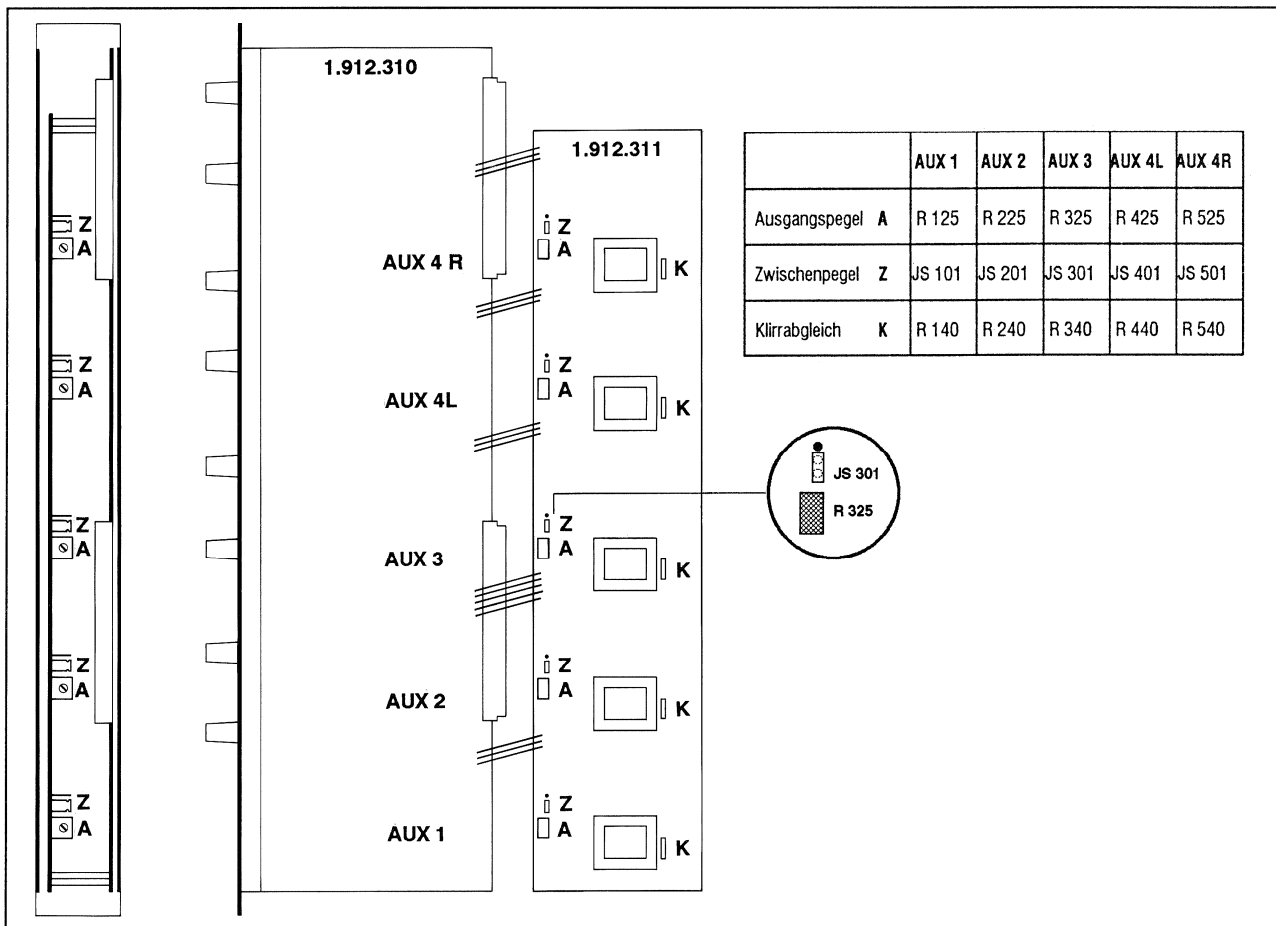 1.912.310
1.912.311
AUX 1 AUX 2 AUX 3 AUX 4L AUX 4R
Ausgangspegel A R 125 R 225 R 325 R 425 R 525
Zwischenpegel Z JS 101 JS 201 JS 301 JS 401 JS 501
Klirrabgleich K R 140 R 240 R 340 R 440 R 540
Z Z
A AUX 4 R A K
Z Z
A AUX 4L A K
JS 301
R 325
Z Z
A AUX 3 A K
Z Z
A AUX 2 A K
Z Z
A AUX 1 A K